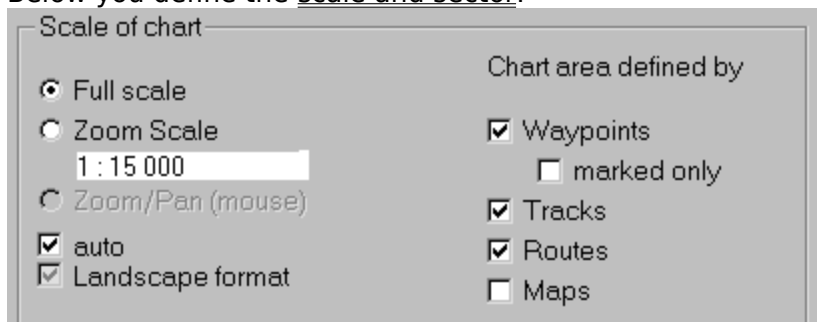 Below you define the scale and sector:
Scale of chart
Full scale
Zoom Scale
1 : 15 000
Zoom/Pan (mouse)
auto
Landscape format
Chart area defined by
Waypoints
marked only
Tracks
Routes
Maps